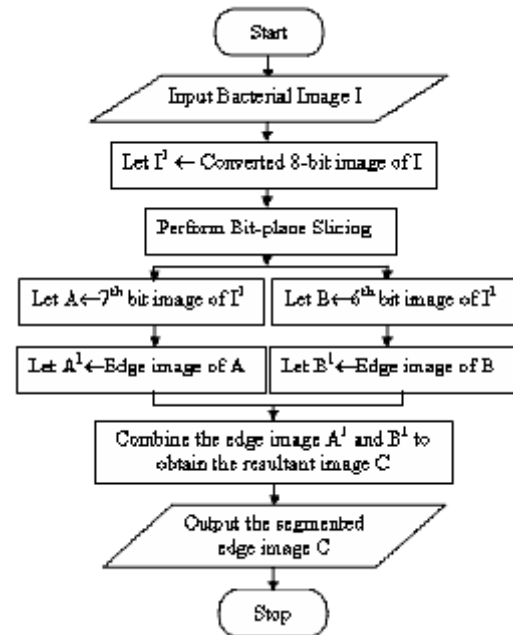 Start
Input Bacterial Image I
Let I¹ ← Converted 8-bit image of I
Perform Bit-plane Slicing
Let A←7ᵗʰ bit image of I¹
Let B←6ᵗʰ bit image of I¹
Let A¹←Edge image of A
Let B¹←Edge image of B
Combine the edge image A¹ and B¹ to
obtain the resultant image C
Output the segmented
edge image C
Stop